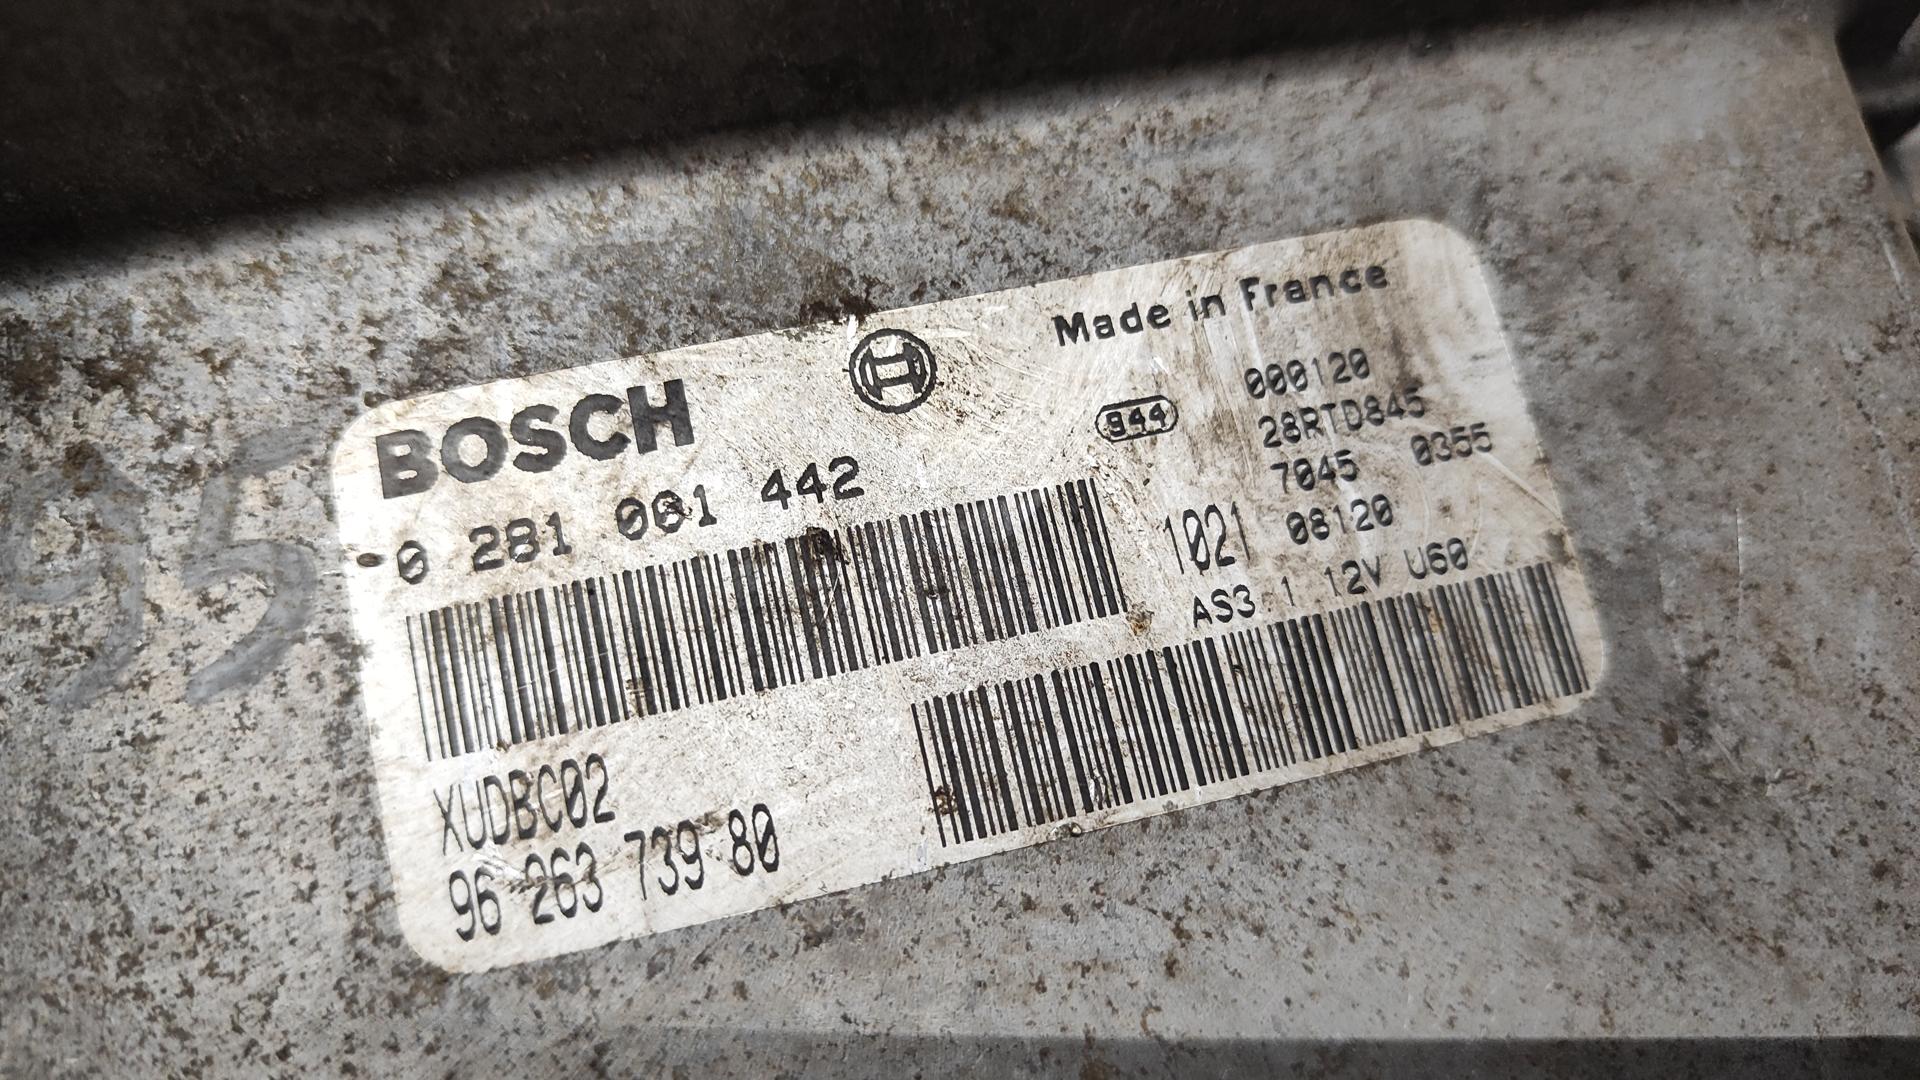 95
BOSCH
Made in France
000120
944
28RTD845
7045 0355
0 281 001 442
1021 08120
AS3 1 12V U60
XUDBC02
96 263 739 80